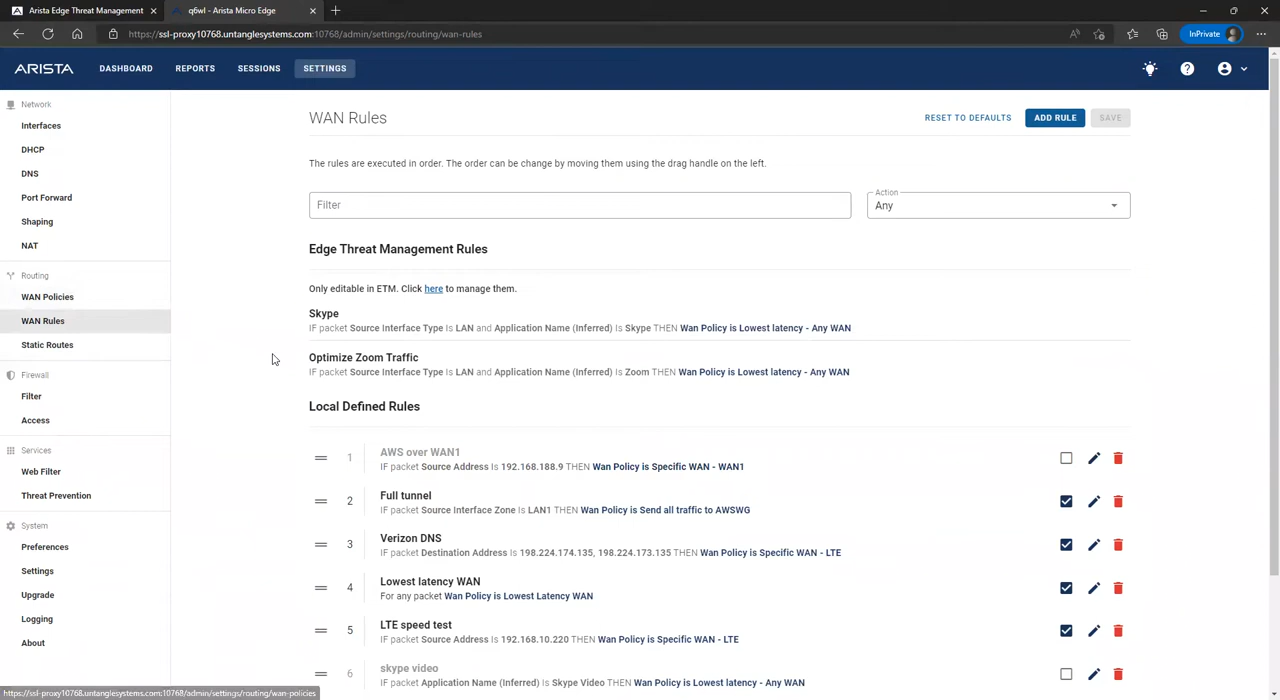 Arista Edge Threat Management
q6wl - Arista Micro Edge
https://ssl-proxy10768.untanglesystems.com:10768/admin/settings/routing/wan-rules
InPrivate
ARISTA
DASHBOARD
REPORTS
SESSIONS
SETTINGS
Network
Interfaces
DHCP
DNS
Port Forward
Shaping
NAT
Routing
WAN Policies
WAN Rules
Static Routes
Firewall
Filter
Access
Services
Web Filter
Threat Prevention
System
Preferences
Settings
Upgrade
Logging
About
WAN Rules
RESET TO DEFAULTS
ADD RULE
SAVE
The rules are executed in order. The order can be change by moving them using the drag handle on the left.
Filter
Action
Any
Edge Threat Management Rules
Only editable in ETM. Click here to manage them.
Skype
IF packet Source Interface Type Is LAN and Application Name (Inferred) Is Skype THEN Wan Policy is Lowest latency - Any WAN
Optimize Zoom Traffic
IF packet Source Interface Type Is LAN and Application Name (Inferred) Is Zoom THEN Wan Policy is Lowest latency - Any WAN
Local Defined Rules
1
AWS over WAN1
IF packet Source Address Is 192.168.188.9 THEN Wan Policy is Specific WAN - WAN1
2
Full tunnel
IF packet Source Interface Zone Is LAN1 THEN Wan Policy is Send all traffic to AWSWG
3
Verizon DNS
IF packet Destination Address Is 198.224.174.135, 198.224.173.135 THEN Wan Policy is Specific WAN - LTE
4
Lowest latency WAN
For any packet Wan Policy is Lowest Latency WAN
5
LTE speed test
IF packet Source Address Is 192.168.10.220 THEN Wan Policy is Specific WAN - LTE
6
skype video
IF packet Application Name (Inferred) Is Skype Video THEN Wan Policy is Lowest latency - Any WAN
https://ssl-proxy10768.untanglesystems.com:10768/admin/settings/routing/wan-policies